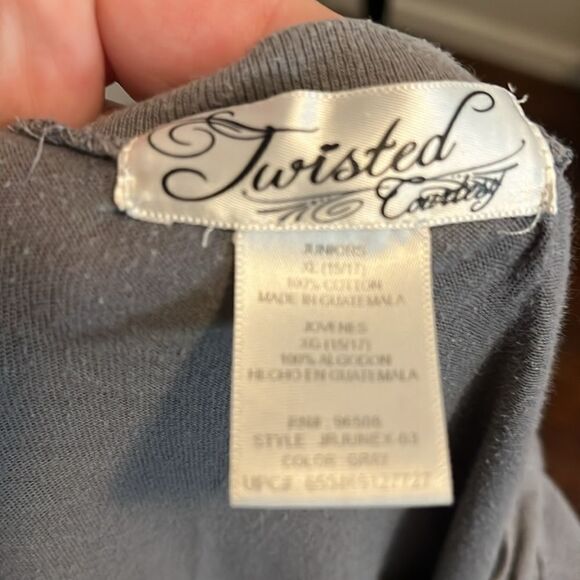 Twisted
JUNIORS
XL (15/17)
100% COTTON
MADE IN GUATEMALA
JOVENES
XG (15/17)
100% ALGODON
HECHO EN GUATEMALA
STYLE
COLOR: GRAY
UPC#